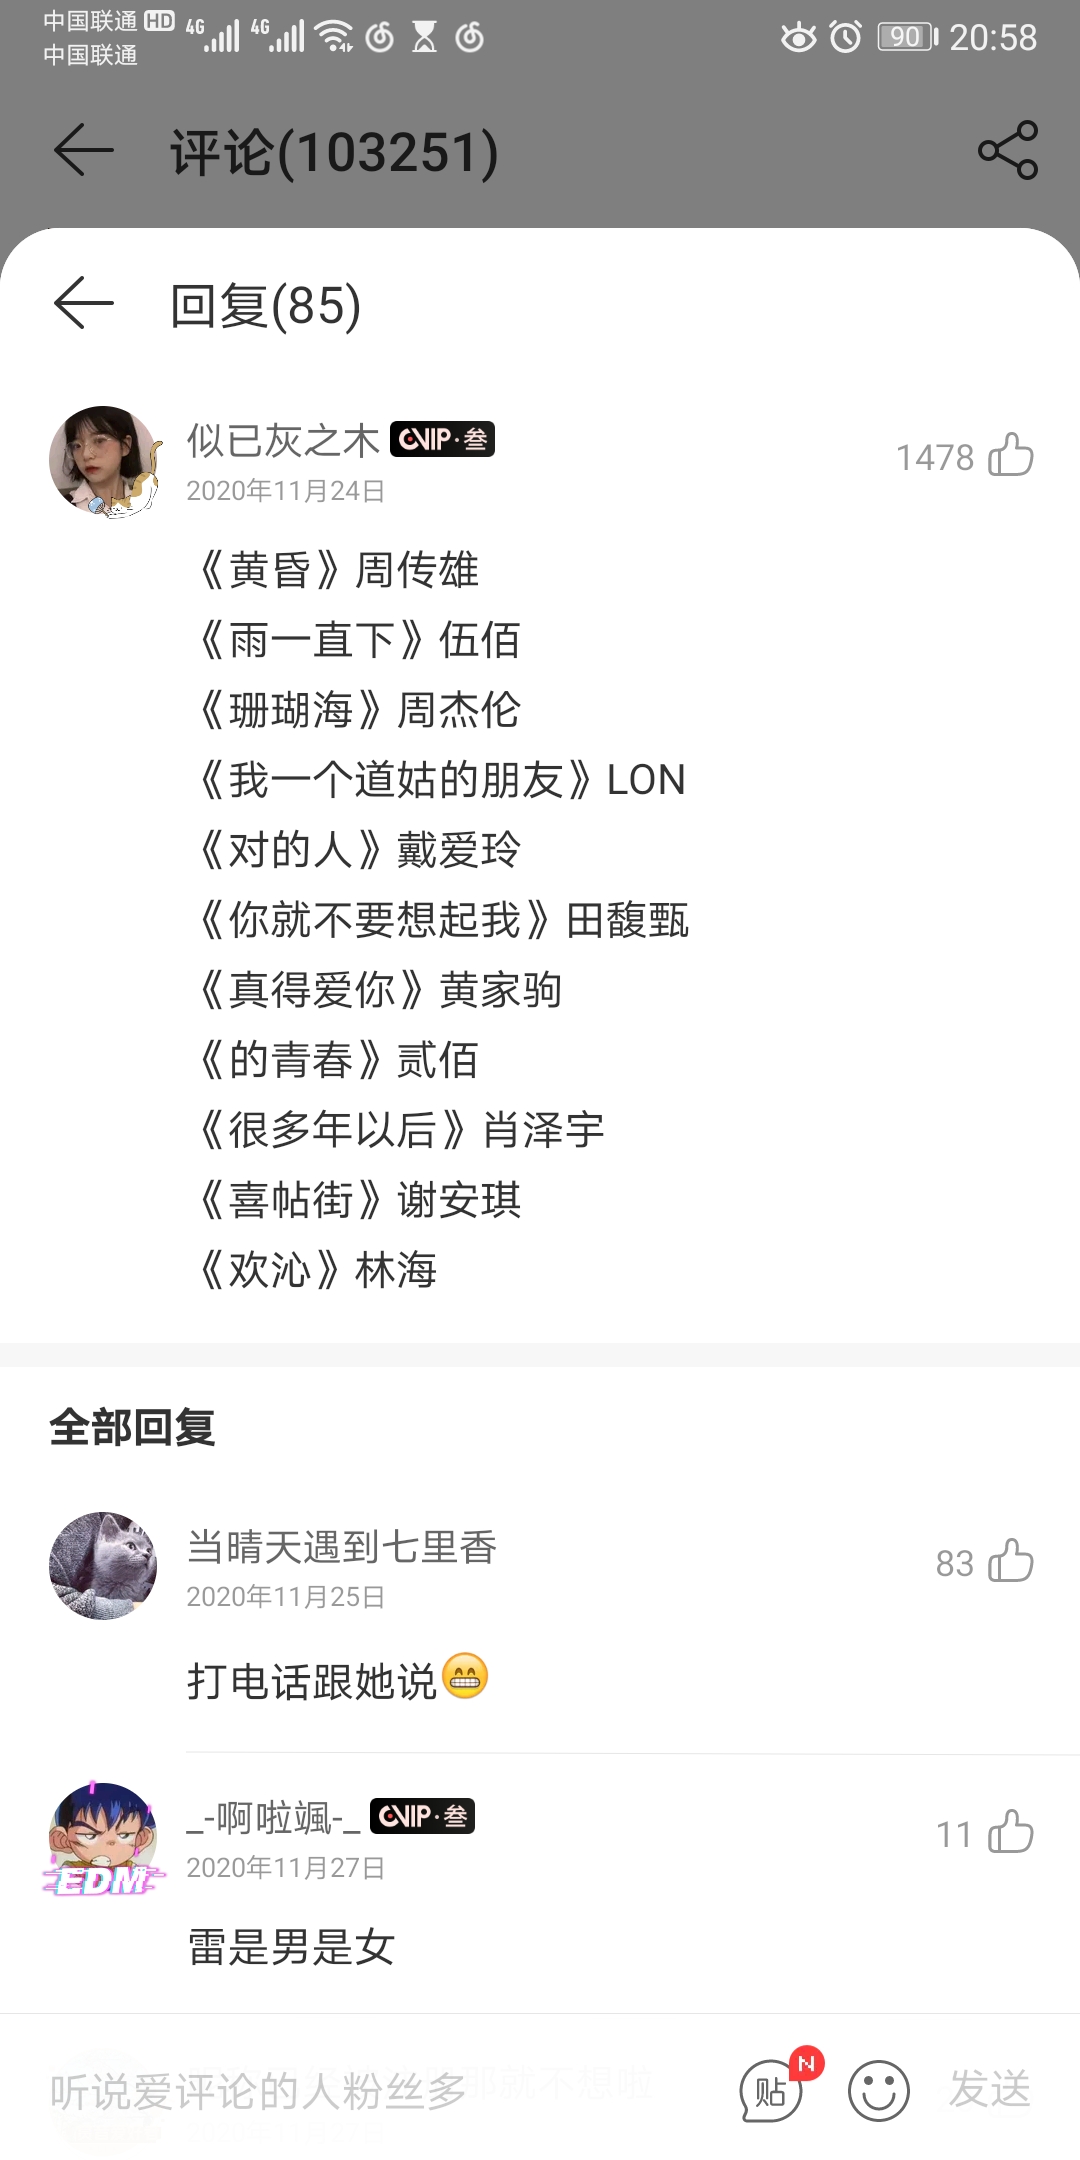 中国联通 HD 4G 4G 90 20:58
中国联通
评论(103251)
回复(85)
似已灰之木 CVIP·叁
2020年11月24日
1478
《黄昏》周传雄
《雨一直下》伍佰
《珊瑚海》周杰伦
《我一个道姑的朋友》LON
《对的人》戴爱玲
《你就不要想起我》田馥甄
《真得爱你》黄家驹
《的青春》贰佰
《很多年以后》肖泽宇
《喜帖街》谢安琪
《欢沁》林海
全部回复
当晴天遇到七里香
2020年11月25日
83
打电话跟她说😁
_-啊啦飒-_ CVIP·叁
2020年11月27日
11
EDM
雷是男是女
听说爱评论的人粉丝多 贴 N 发送